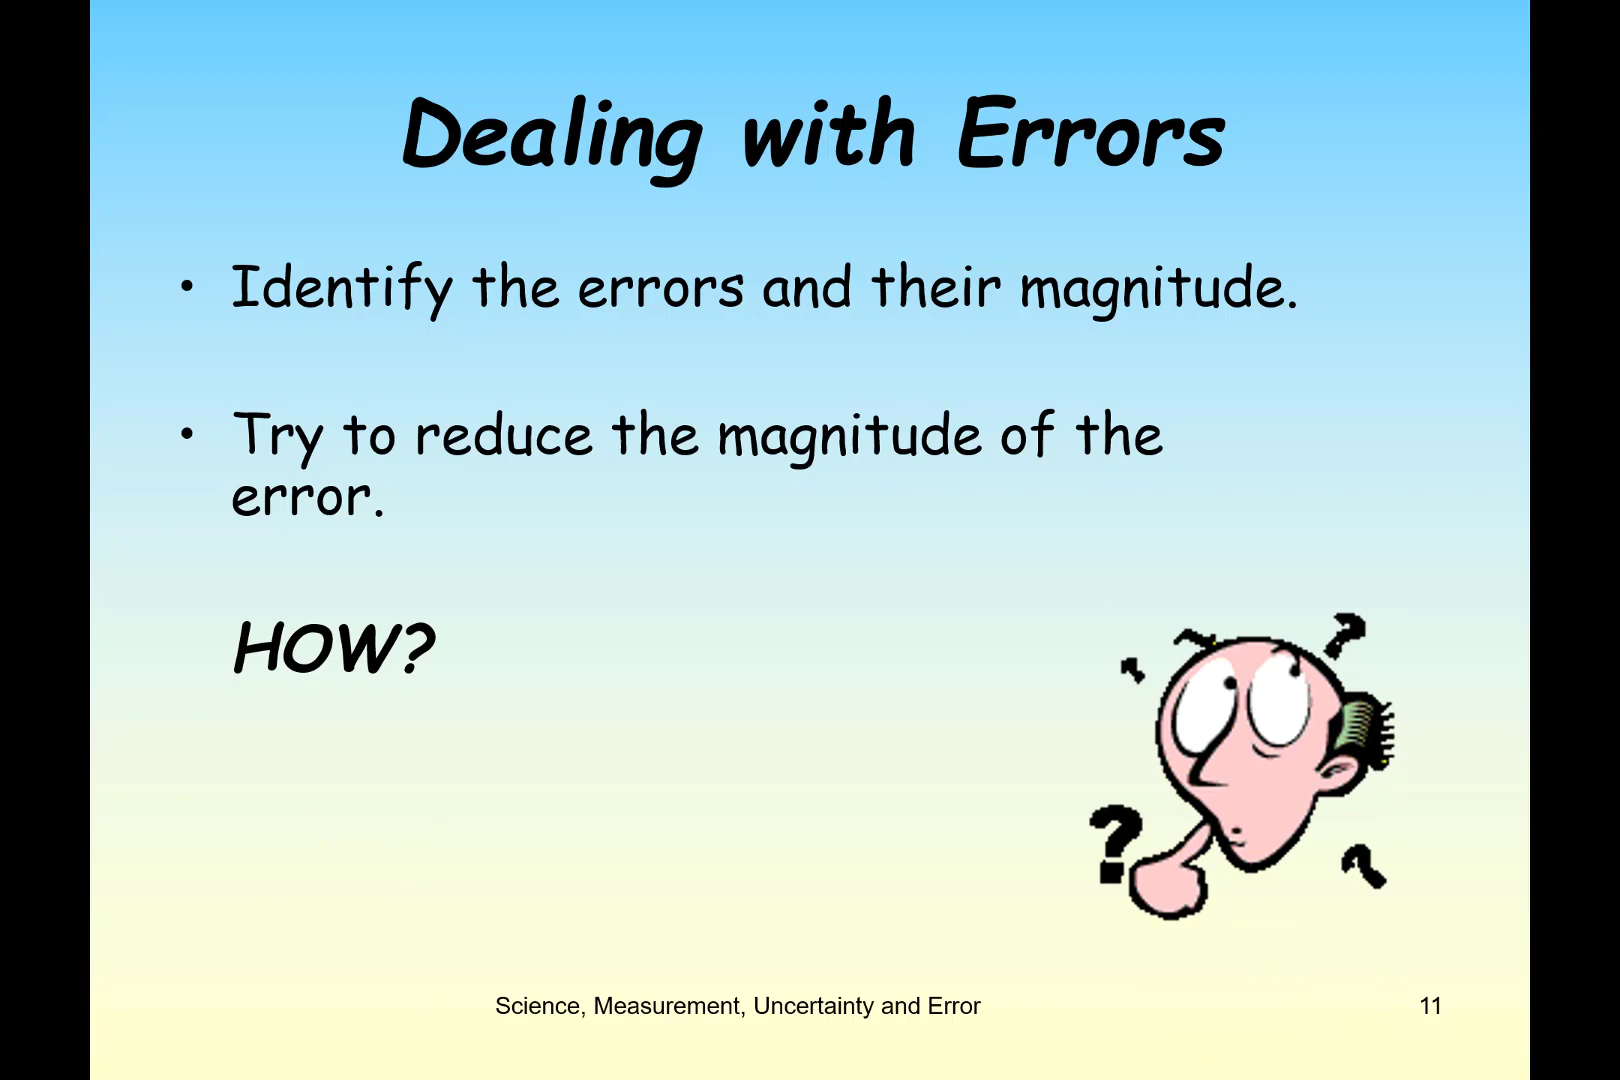 Dealing with Errors
• Identify the errors and their magnitude.
• Try to reduce the magnitude of the
error.
HOW?
? ? ? ?
Science, Measurement, Uncertainty and Error 11